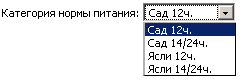 Категория нормы питания: Сад 12ч.
Сад 12ч.
Сад 14/24ч.
Ясли 12ч.
Ясли 14/24ч.